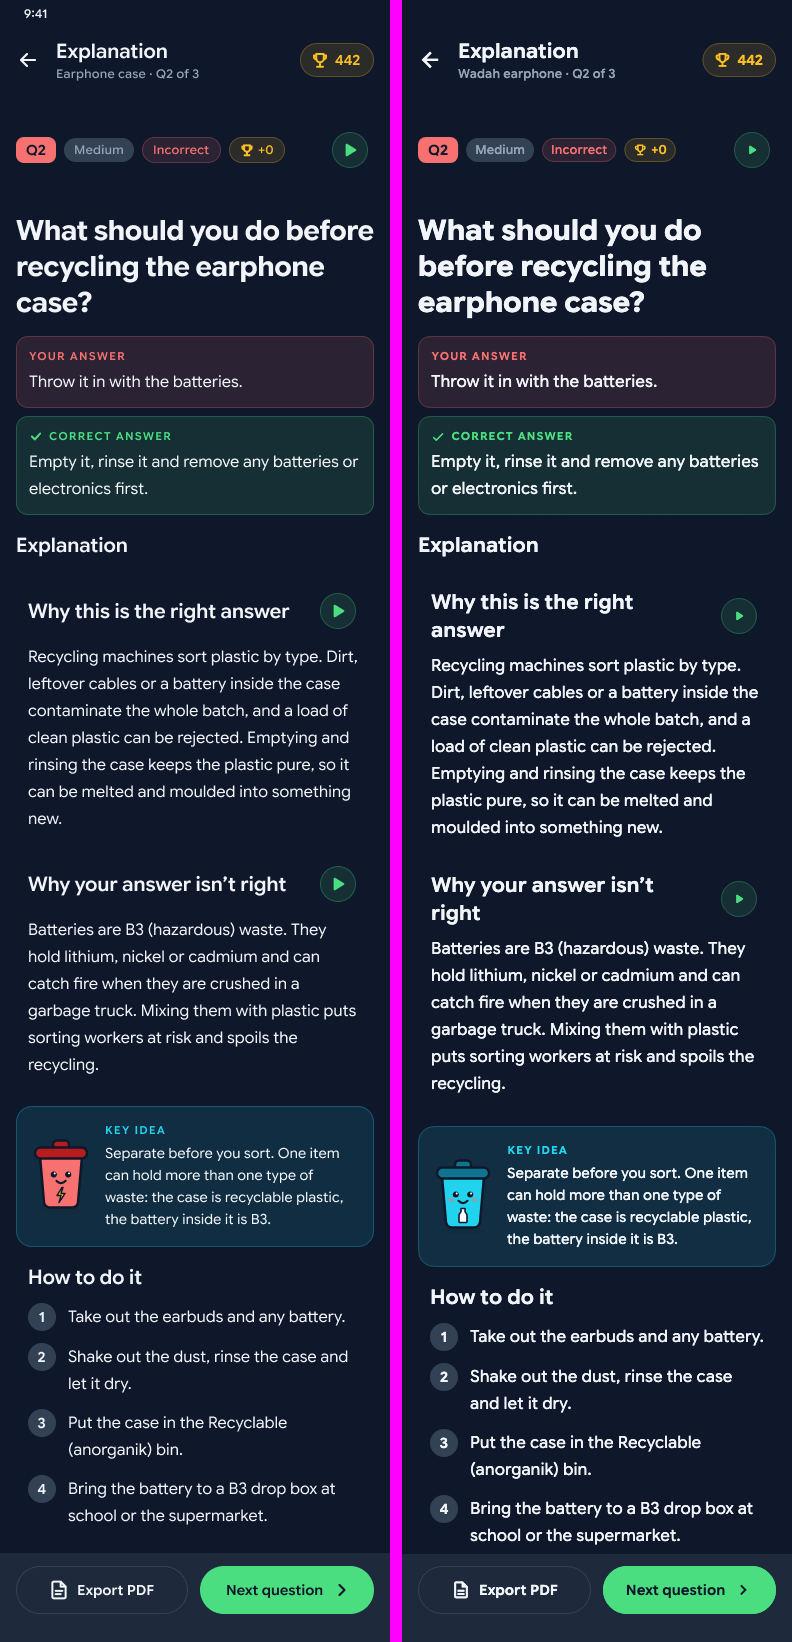 9:41
Explanation
Earphone case · Q2 of 3
442
Q2
Medium
Incorrect
+0
What should you do before
recycling the earphone
case?
YOUR ANSWER
Throw it in with the batteries.
CORRECT ANSWER
Empty it, rinse it and remove any batteries or
electronics first.
Explanation
Why this is the right answer
Recycling machines sort plastic by type. Dirt,
leftover cables or a battery inside the case
contaminate the whole batch, and a load of
clean plastic can be rejected. Emptying and
rinsing the case keeps the plastic pure, so it
can be melted and moulded into something
new.
Why your answer isn’t right
Batteries are B3 (hazardous) waste. They
hold lithium, nickel or cadmium and can
catch fire when they are crushed in a
garbage truck. Mixing them with plastic puts
sorting workers at risk and spoils the
recycling.
KEY IDEA
Separate before you sort. One item
can hold more than one type of
waste: the case is recyclable plastic,
the battery inside it is B3.
How to do it
1 Take out the earbuds and any battery.
2 Shake out the dust, rinse the case and
let it dry.
3 Put the case in the Recyclable
(anorganik) bin.
4 Bring the battery to a B3 drop box at
school or the supermarket.
Export PDF
Next question
Explanation
Wadah earphone · Q2 of 3
442
Q2
Medium
Incorrect
+0
What should you do
before recycling the
earphone case?
YOUR ANSWER
Throw it in with the batteries.
CORRECT ANSWER
Empty it, rinse it and remove any batteries
or electronics first.
Explanation
Why this is the right
answer
Recycling machines sort plastic by type.
Dirt, leftover cables or a battery inside the
case contaminate the whole batch, and a
load of clean plastic can be rejected.
Emptying and rinsing the case keeps the
plastic pure, so it can be melted and
moulded into something new.
Why your answer isn’t
right
Batteries are B3 (hazardous) waste. They
hold lithium, nickel or cadmium and can
catch fire when they are crushed in a
garbage truck. Mixing them with plastic
puts sorting workers at risk and spoils the
recycling.
KEY IDEA
Separate before you sort. One item
can hold more than one type of
waste: the case is recyclable plastic,
the battery inside it is B3.
How to do it
1 Take out the earbuds and any battery.
2 Shake out the dust, rinse the case
and let it dry.
3 Put the case in the Recyclable
(anorganik) bin.
4 Bring the battery to a B3 drop box at
school or the supermarket.
Export PDF
Next question